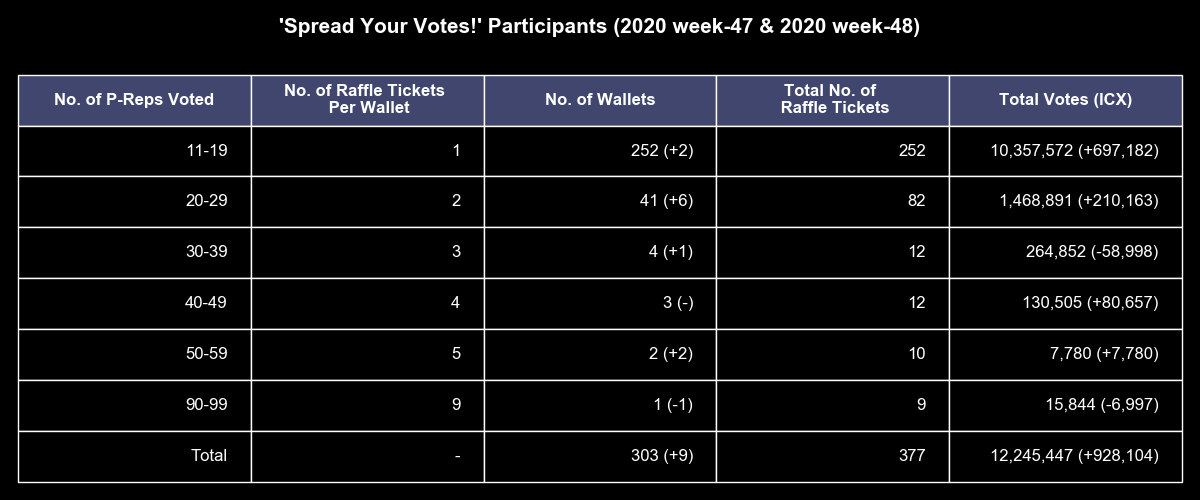 'Spread Your Votes!' Participants (2020 week-47 & 2020 week-48)
No. of P-Reps Voted
No. of Raffle Tickets
Per Wallet
No. of Wallets
Total No. of
Raffle Tickets
Total Votes (ICX)
11-19 1 252 (+2) 252 10,357,572 (+697,182)
20-29 2 41 (+6) 82 1,468,891 (+210,163)
30-39 3 4 (+1) 12 264,852 (-58,998)
40-49 4 3 (-) 12 130,505 (+80,657)
50-59 5 2 (+2) 10 7,780 (+7,780)
90-99 9 1 (-1) 9 15,844 (-6,997)
Total - 303 (+9) 377 12,245,447 (+928,104)